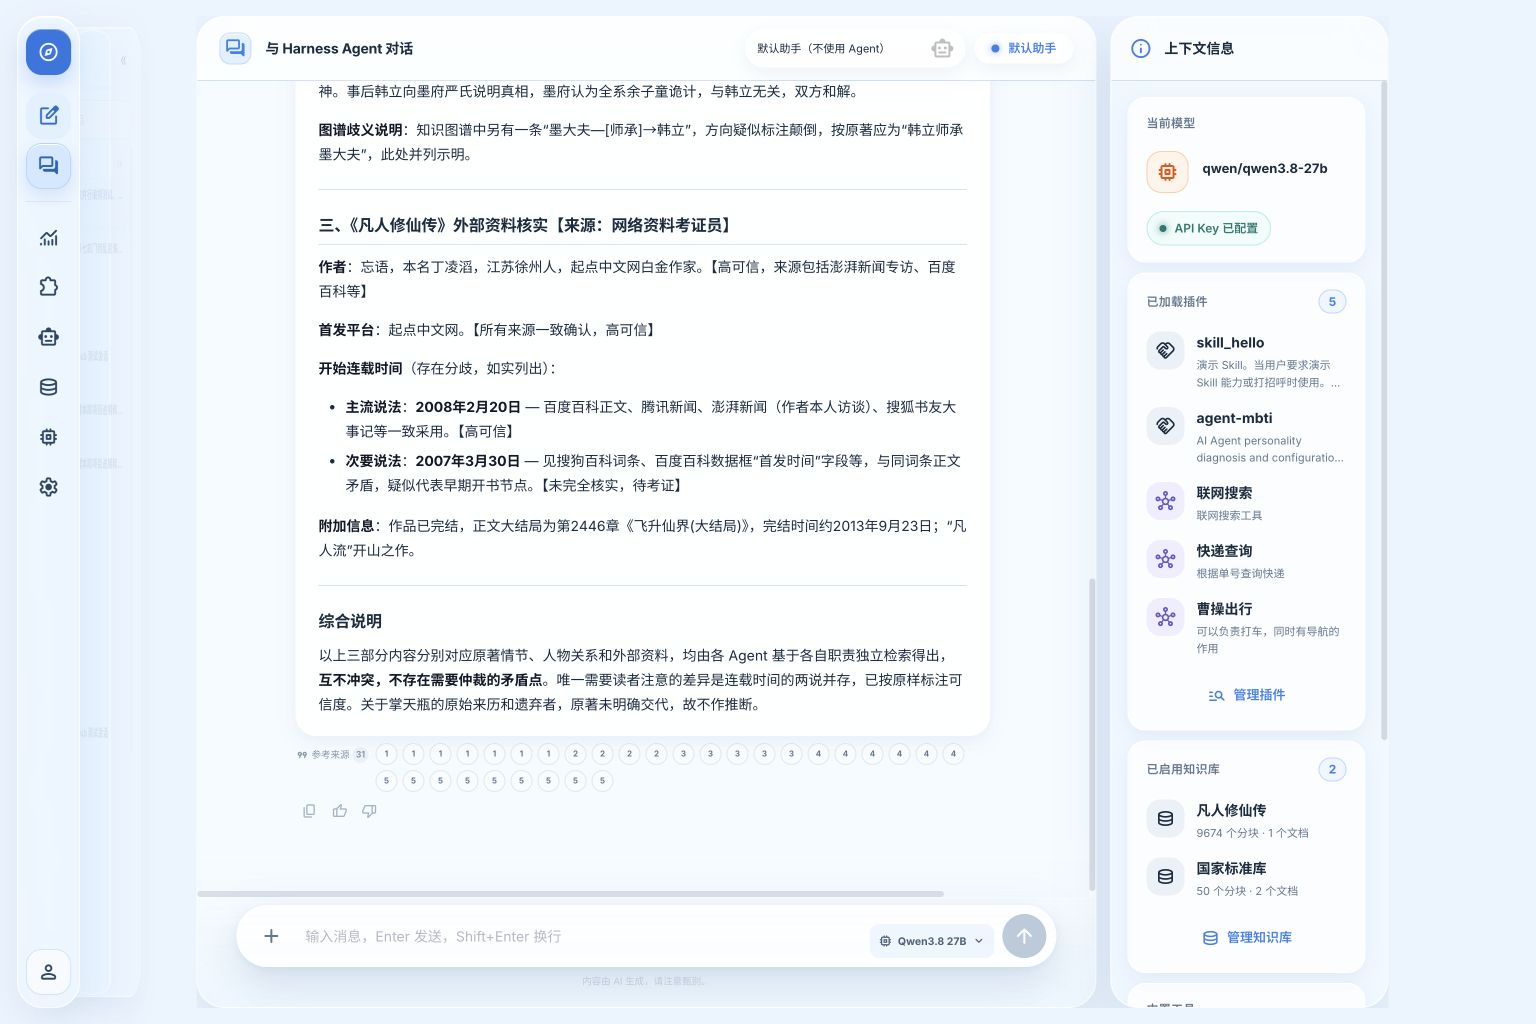 与 Harness Agent 对话
默认助手（不使用 Agent）
默认助手
神。事后韩立向墨府严氏说明真相，墨府认为全系余子童诡计，与韩立无关，双方和解。
图谱歧义说明：知识图谱中另有一条“墨大夫—[师承]→韩立”，方向疑似标注颠倒，按原著应为“韩立师承
墨大夫”，此处并列示明。
三、《凡人修仙传》外部资料核实【来源：网络资料考证员】
作者：忘语，本名丁凌滔，江苏徐州人，起点中文网白金作家。【高可信，来源包括澎湃新闻专访、百度
百科等】
首发平台：起点中文网。【所有来源一致确认，高可信】
开始连载时间（存在分歧，如实列出）：
• 主流说法：2008年2月20日 — 百度百科正文、腾讯新闻、澎湃新闻（作者本人访谈）、搜狐书友大
事记等一致采用。【高可信】
• 次要说法：2007年3月30日 — 见搜狗百科词条、百度百科数据框“首发时间”字段等，与同词条正文
矛盾，疑似代表早期开书节点。【未完全核实，待考证】
附加信息：作品已完结，正文大结局为第2446章《飞升仙界(大结局)》，完结时间约2013年9月23日；“凡
人流”开山之作。
综合说明
以上三部分内容分别对应原著情节、人物关系和外部资料，均由各 Agent 基于各自职责独立检索得出，
互不冲突，不存在需要仲裁的矛盾点。唯一需要读者注意的差异是连载时间的两说并存，已按原样标注可
信度。关于掌天瓶的原始来历和遗弃者，原著未明确交代，故不作推断。
参考来源 31 1 1 1 1 1 1 1 2 2 2 2 3 3 3 3 3 4 4 4 4 4 4
5 5 5 5 5 5 5 5 5
输入消息，Enter 发送，Shift+Enter 换行
Qwen3.8 27B
内容由 AI 生成，请注意甄别。
上下文信息
当前模型
qwen/qwen3.8-27b
API Key 已配置
已加载插件 5
skill_hello
演示 Skill。当用户要求演示
Skill 能力或打招呼时使用。...
agent-mbti
AI Agent personality
diagnosis and configuratio...
联网搜索
联网搜索工具
快递查询
根据单号查询快递
曹操出行
可以负责打车，同时有导航的
作用
管理插件
已启用知识库 2
凡人修仙传
9674 个分块 · 1 个文档
国家标准库
50 个分块 · 2 个文档
管理知识库